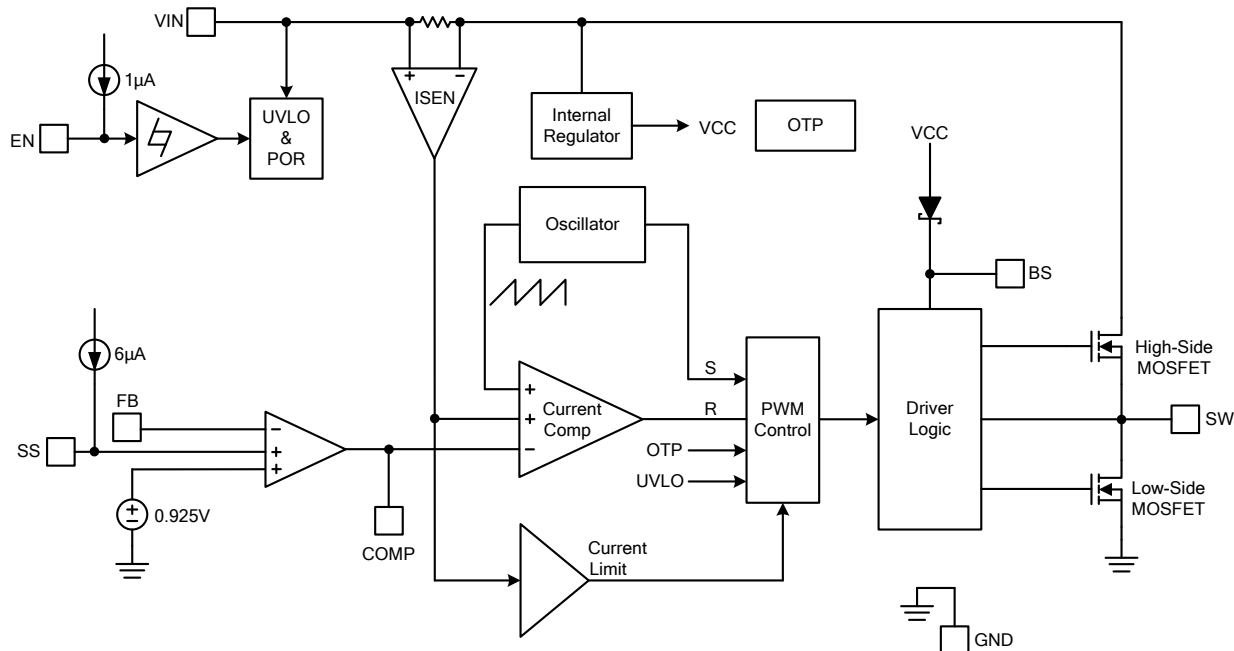 VIN
1µA
EN
UVLO
&
POR
+
−
ISEN
Internal
Regulator
VCC
OTP
VCC
Oscillator
BS
6µA
FB
SS
−
+
+
+
−
0.925V
COMP
+
+
−
Current
Comp
S
R
OTP
UVLO
PWM
Control
Driver
Logic
High-Side
MOSFET
SW
Low-Side
MOSFET
Current
Limit
GND